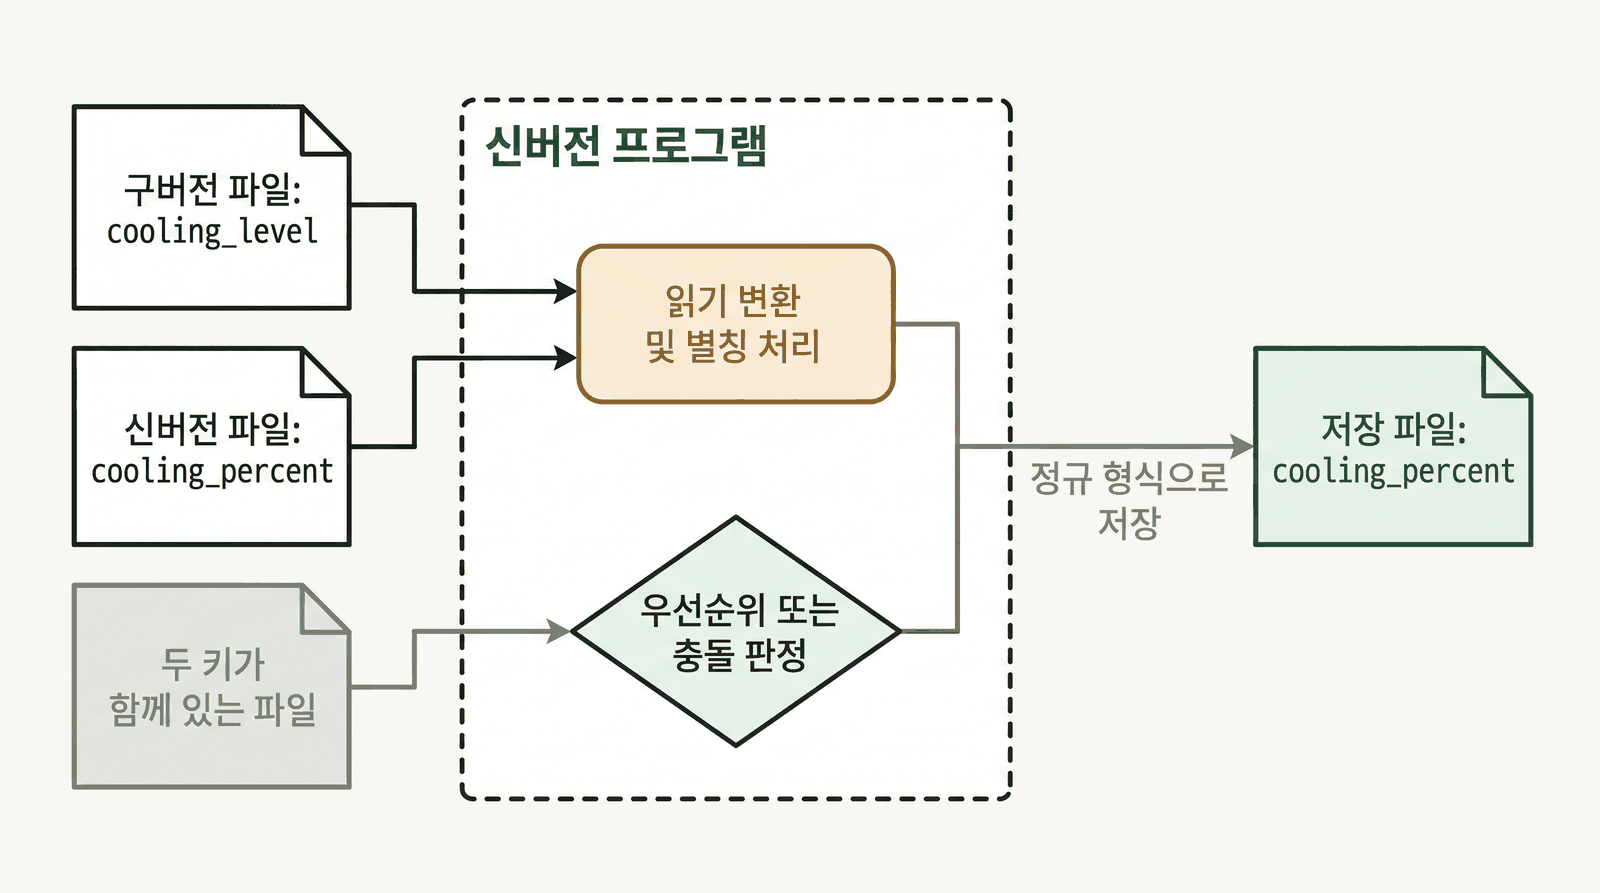 신버전 프로그램
구버전 파일:
cooling_level
읽기 변환
및 별칭 처리
신버전 파일:
cooling_percent
저장 파일:
cooling_percent
정규 형식으로
저장
우선순위 또는
충돌 판정
두 키가
함께 있는 파일